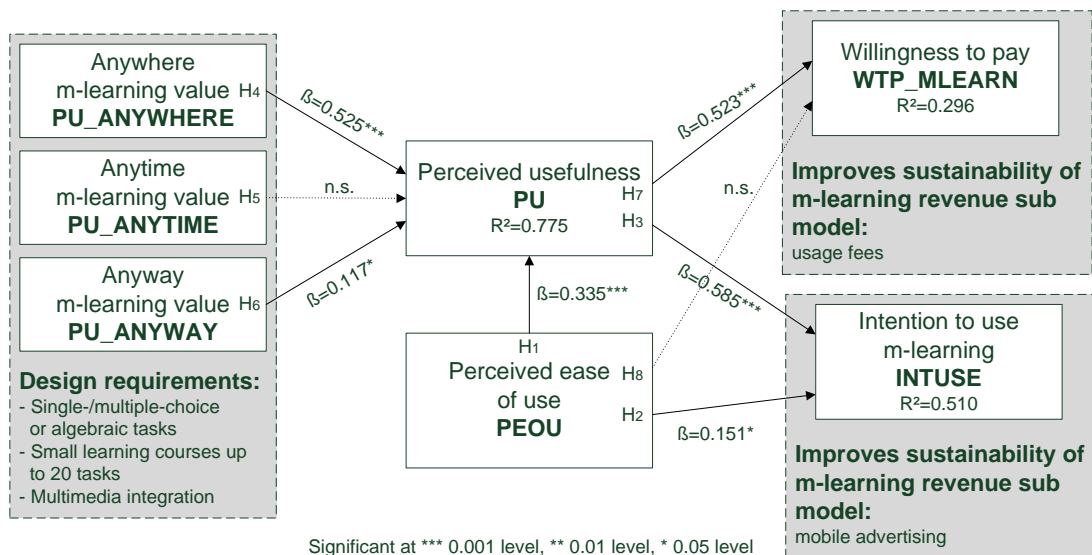 Anywhere
m-learning value
PU_ANYWHERE
H4
Anytime
m-learning value
PU_ANYTIME
H5
Anyway
m-learning value
PU_ANYWAY
H6
Design requirements:
- Single-/multiple-choice
or algebraic tasks
- Small learning courses up
to 20 tasks
- Multimedia integration
ß=0.525***
n.s.
ß=0.117*
Perceived usefulness
PU
R²=0.775
H7
H3
ß=0.335***
H1
Perceived ease
of use
PEOU
H8
H2
ß=0.523***
n.s.
ß=0.585***
ß=0.151*
Willingness to pay
WTP_MLEARN
R²=0.296
Improves sustainability of
m-learning revenue sub
model:
usage fees
Intention to use
m-learning
INTUSE
R²=0.510
Improves sustainability of
m-learning revenue sub
model:
mobile advertising
Significant at *** 0.001 level, ** 0.01 level, * 0.05 level